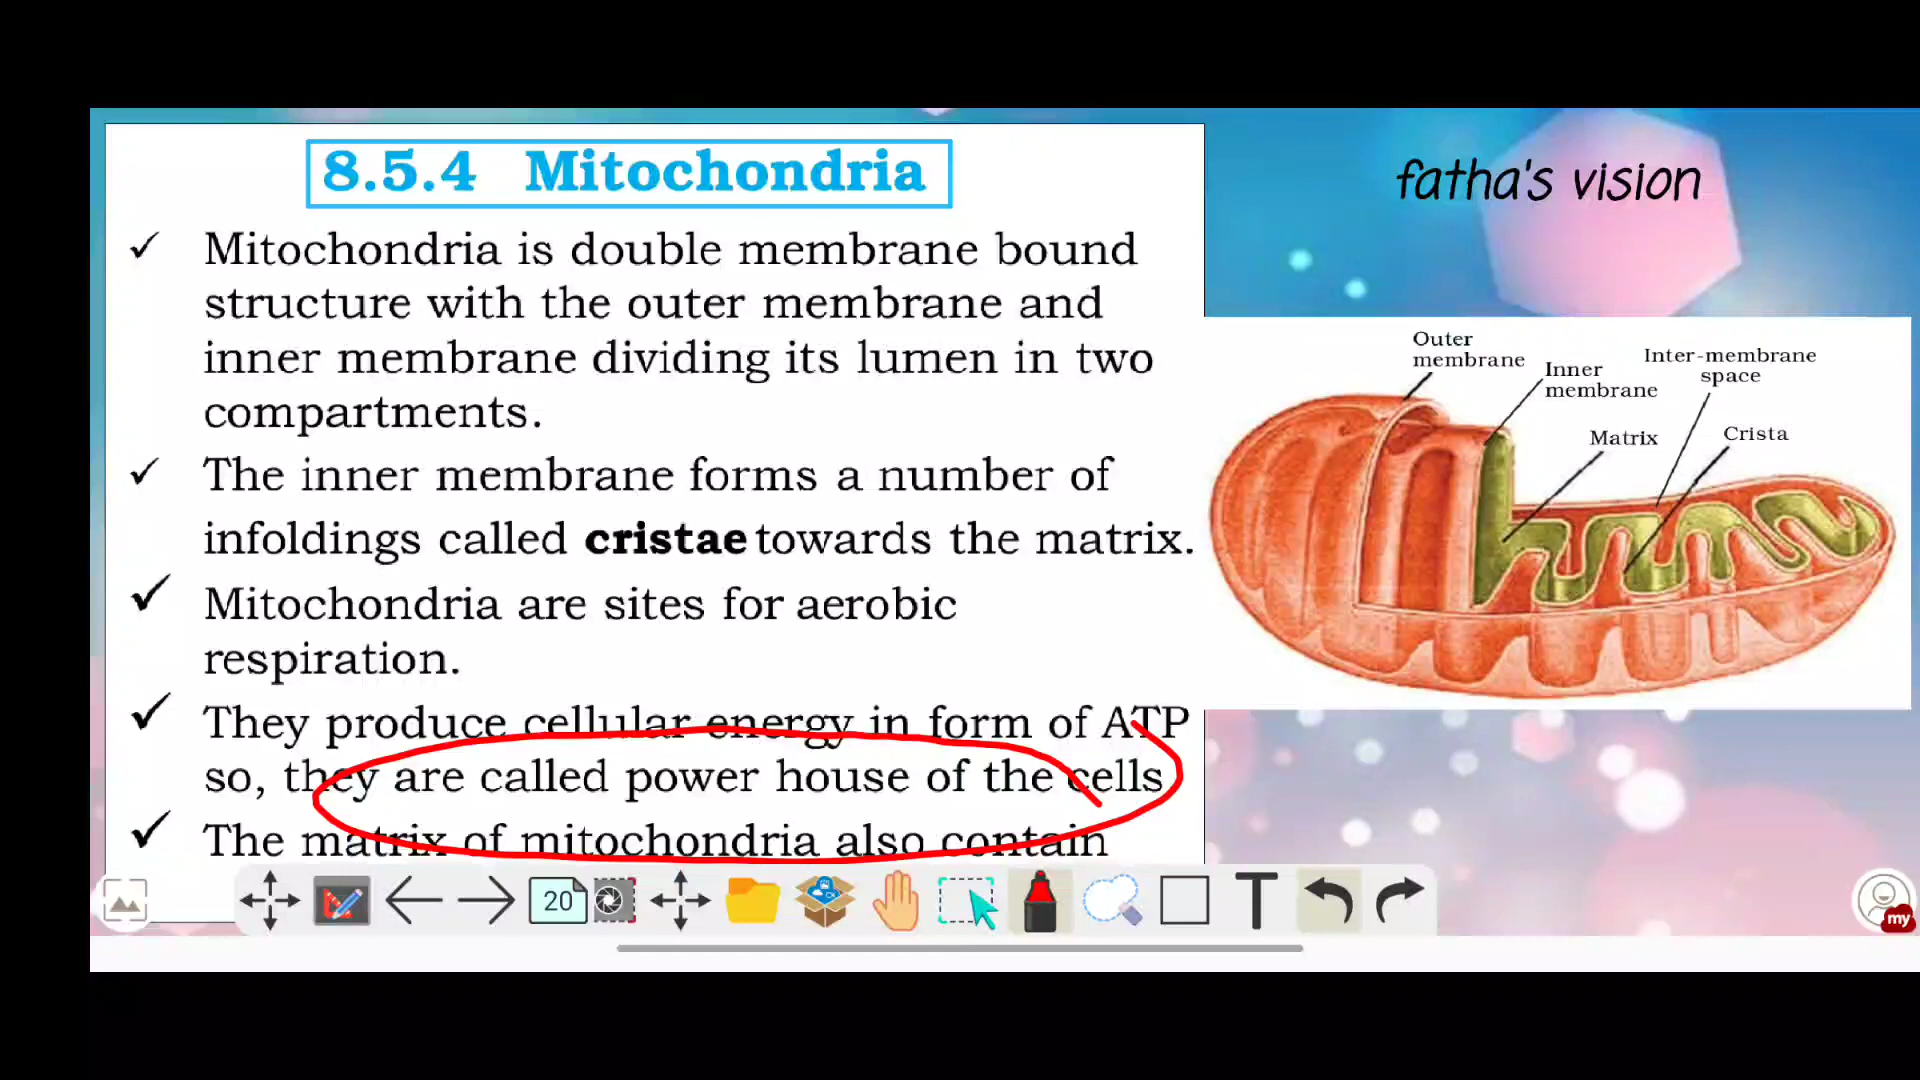 8.5.4 Mitochondria
fatha's vision
✓ Mitochondria is double membrane bound
structure with the outer membrane and
inner membrane dividing its lumen in two
compartments.
✓ The inner membrane forms a number of
infoldings called cristae towards the matrix.
✓ Mitochondria are sites for aerobic
respiration.
✓ They produce cellular energy in form of ATP
so, they are called power house of the cells
✓ The matrix of mitochondria also contain
Outer
membrane
Inner
membrane
Inter-membrane
space
Matrix
Crista
20
T
my